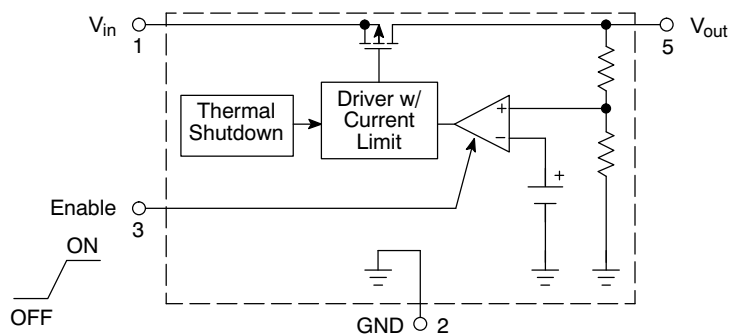 Vin
1
5
Vout
Thermal
Shutdown
Driver w/
Current
Limit
+
−
+
Enable
3
ON
OFF
GND
2